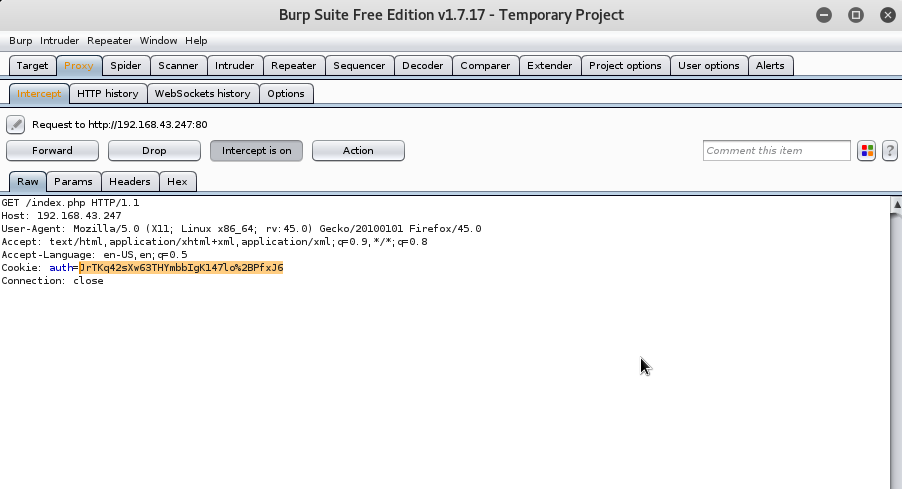 Burp Suite Free Edition v1.7.17 - Temporary Project
Burp Intruder Repeater Window Help
Target Proxy Spider Scanner Intruder Repeater Sequencer Decoder Comparer Extender Project options User options Alerts
Intercept HTTP history WebSockets history Options
Request to http://192.168.43.247:80
Forward Drop Intercept is on Action Comment this item ?
Raw Params Headers Hex
GET /index.php HTTP/1.1
Host: 192.168.43.247
User-Agent: Mozilla/5.0 (X11; Linux x86_64; rv:45.0) Gecko/20100101 Firefox/45.0
Accept: text/html,application/xhtml+xml,application/xml;q=0.9,*/*;q=0.8
Accept-Language: en-US,en;q=0.5
Cookie: auth=JrTKq42sXw63THYmbbIgK147lo%2BPfxJ6
Connection: close